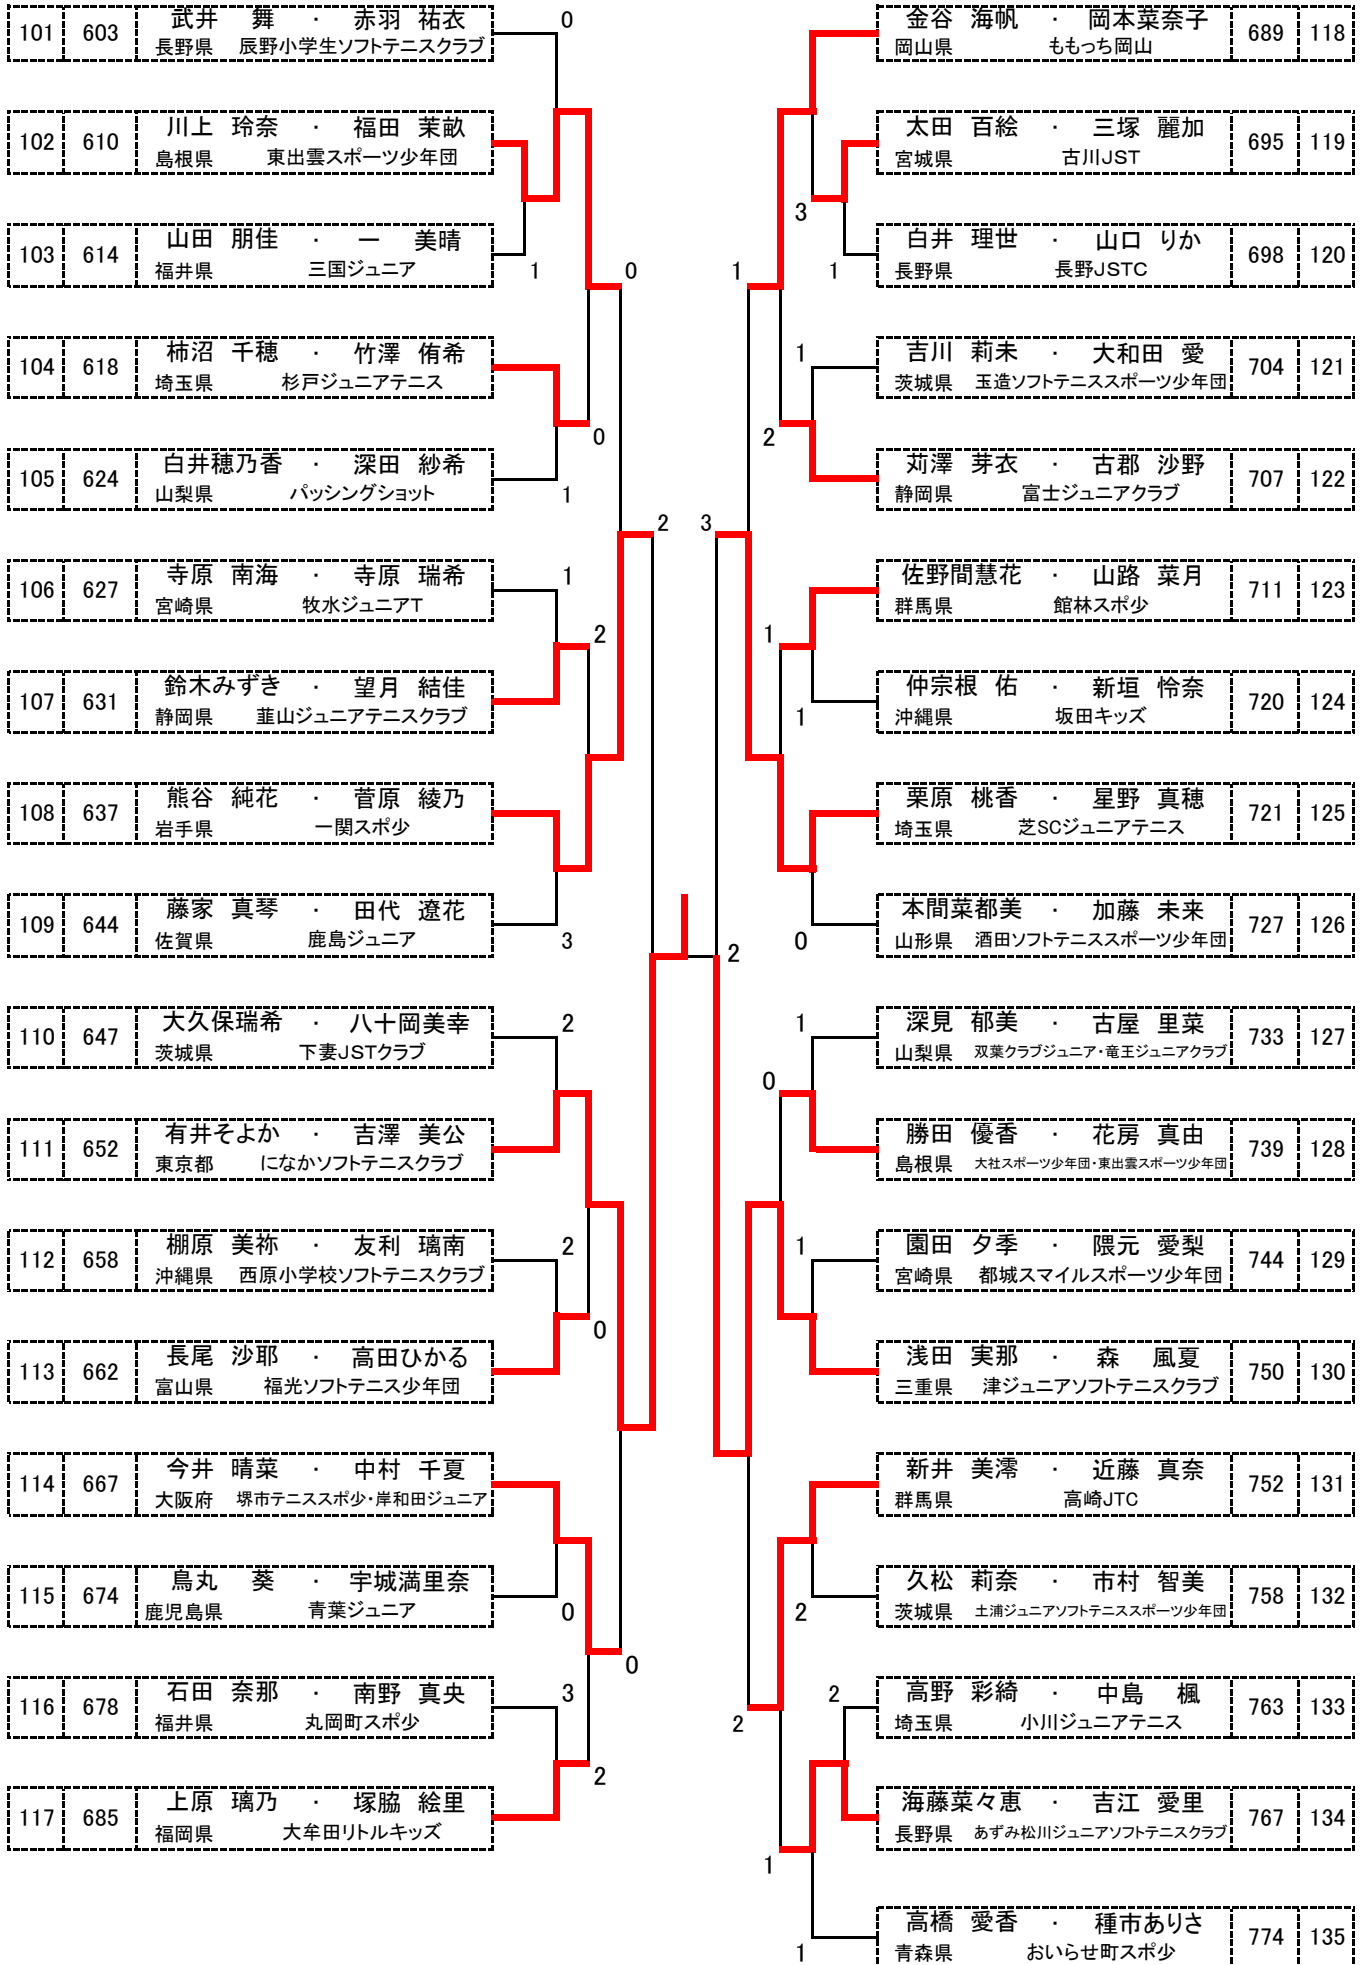 101 603 武井 舞 ・ 赤羽 祐衣
長野県 辰野小学生ソフトテニスクラブ
102 610 川上 玲奈 ・ 福田 茉畝
島根県 東出雲スポーツ少年団
103 614 山田 朋佳 ・ 一 美晴
福井県 三国ジュニア
104 618 柿沼 千穂 ・ 竹澤 侑希
埼玉県 杉戸ジュニアテニス
105 624 白井穂乃香 ・ 深田 紗希
山梨県 パッシングショット
106 627 寺原 南海 ・ 寺原 瑞希
宮崎県 牧水ジュニアT
107 631 鈴木みずき ・ 望月 結佳
静岡県 韮山ジュニアテニスクラブ
108 637 熊谷 純花 ・ 菅原 綾乃
岩手県 一関スポ少
109 644 藤家 真琴 ・ 田代 遼花
佐賀県 鹿島ジュニア
110 647 大久保瑞希 ・ 八十岡美幸
茨城県 下妻JSTクラブ
111 652 有井そよか ・ 吉澤 美公
東京都 になかソフトテニスクラブ
112 658 棚原 美祢 ・ 友利 璃南
沖縄県 西原小学校ソフトテニスクラブ
113 662 長尾 沙耶 ・ 高田ひかる
富山県 福光ソフトテニス少年団
114 667 今井 晴菜 ・ 中村 千夏
大阪府 堺市テニススポ少・岸和田ジュニア
115 674 鳥丸 葵 ・ 宇城満里奈
鹿児島県 青葉ジュニア
116 678 石田 奈那 ・ 南野 真央
福井県 丸岡町スポ少
117 685 上原 璃乃 ・ 塚脇 絵里
福岡県 大牟田リトルキッズ
0
1
0
0
1
2
1
2
3
2
2
0
0
0
3
2
金谷 海帆 ・ 岡本菜奈子 689 118
岡山県 ももっち岡山
太田 百絵 ・ 三塚 麗加 695 119
宮城県 古川JST
白井 理世 ・ 山口 りか 698 120
長野県 長野JSTC
吉川 莉未 ・ 大和田 愛 704 121
茨城県 玉造ソフトテニススポーツ少年団
苅澤 芽衣 ・ 古郡 沙野 707 122
静岡県 富士ジュニアクラブ
佐野間慧花 ・ 山路 菜月 711 123
群馬県 館林スポ少
仲宗根 佑 ・ 新垣 怜奈 720 124
沖縄県 坂田キッズ
栗原 桃香 ・ 星野 真穂 721 125
埼玉県 芝SCジュニアテニス
本間菜都美 ・ 加藤 未来 727 126
山形県 酒田ソフトテニススポーツ少年団
深見 郁美 ・ 古屋 里菜 733 127
山梨県 双葉クラブジュニア・竜王ジュニアクラブ
勝田 優香 ・ 花房 真由 739 128
島根県 大社スポーツ少年団・東出雲スポーツ少年団
園田 夕季 ・ 隈元 愛梨 744 129
宮崎県 都城スマイルスポーツ少年団
浅田 実那 ・ 森 風夏 750 130
三重県 津ジュニアソフトテニスクラブ
新井 美澪 ・ 近藤 真奈 752 131
群馬県 高崎JTC
久松 莉奈 ・ 市村 智美 758 132
茨城県 土浦ジュニアソフトテニススポーツ少年団
高野 彩綺 ・ 中島 楓 763 133
埼玉県 小川ジュニアテニス
海藤菜々恵 ・ 吉江 愛里 767 134
長野県 あずみ松川ジュニアソフトテニスクラブ
高橋 愛香 ・ 種市ありさ 774 135
青森県 おいらせ町スポ少
3
1
1
1
2
3
1
1
0
2
1
0
1
2
2
2
1
1